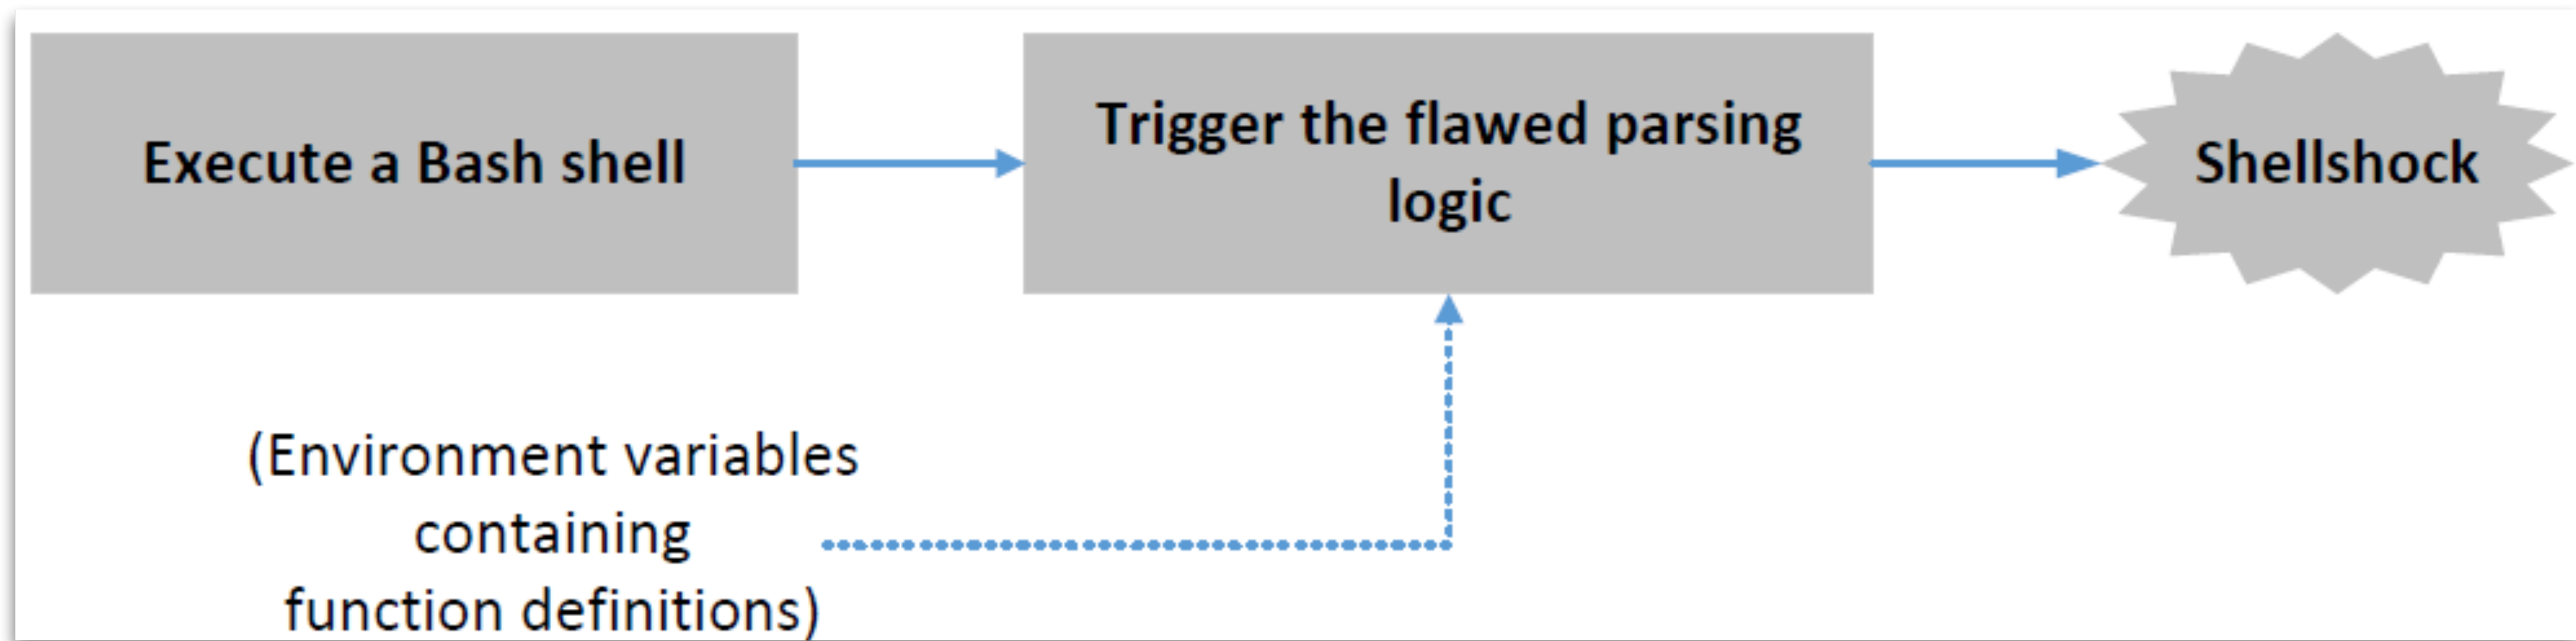 Execute a Bash shell
Trigger the flawed parsing
logic
Shellshock
(Environment variables
containing
function definitions)